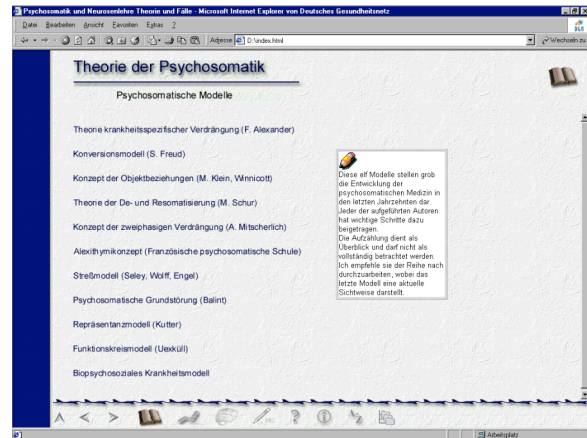 Psychosomatik und Neurosenlehre Theorie und Fälle - Microsoft Internet Explorer von Deutsches Gesundheitsnetz
Datei Bearbeiten Ansicht Favoriten Extras ?
Adresse D:\index.html Wechseln zu
Theorie der Psychosomatik
Psychosomatische Modelle
Theorie krankheitsspezifischer Verdrängung (F. Alexander)
Konversionsmodell (S. Freud)
Konzept der Objektbeziehungen (M. Klein, Winnicott)
Theorie der De- und Resomatisierung (M. Schur)
Konzept der zweiphasigen Verdrängung (A. Mitscherlich)
Alexithymikonzept (Französische psychosomatische Schule)
Streßmodell (Seley, Wolff, Engel)
Psychosomatische Grundstörung (Balint)
Repräsentanzmodell (Kutter)
Funktionskreismodell (Uexküll)
Biopsychosoziales Krankheitsmodell
Diese elf Modelle stellen grob
die Entwicklung der
psychosomatischen Medizin in
den letzten Jahrzehnten dar.
Jeder der aufgeführten Autoren
hat wichtige Schritte dazu
beigetragen.
Die Aufzählung dient als
Überblick und darf nicht als
vollständig betrachtet werden.
Ich empfehle sie der Reihe nach
durchzuarbeiten, wobei das
letzte Modell eine aktuelle
Sichtweise darstellt.
Arbeitsplatz